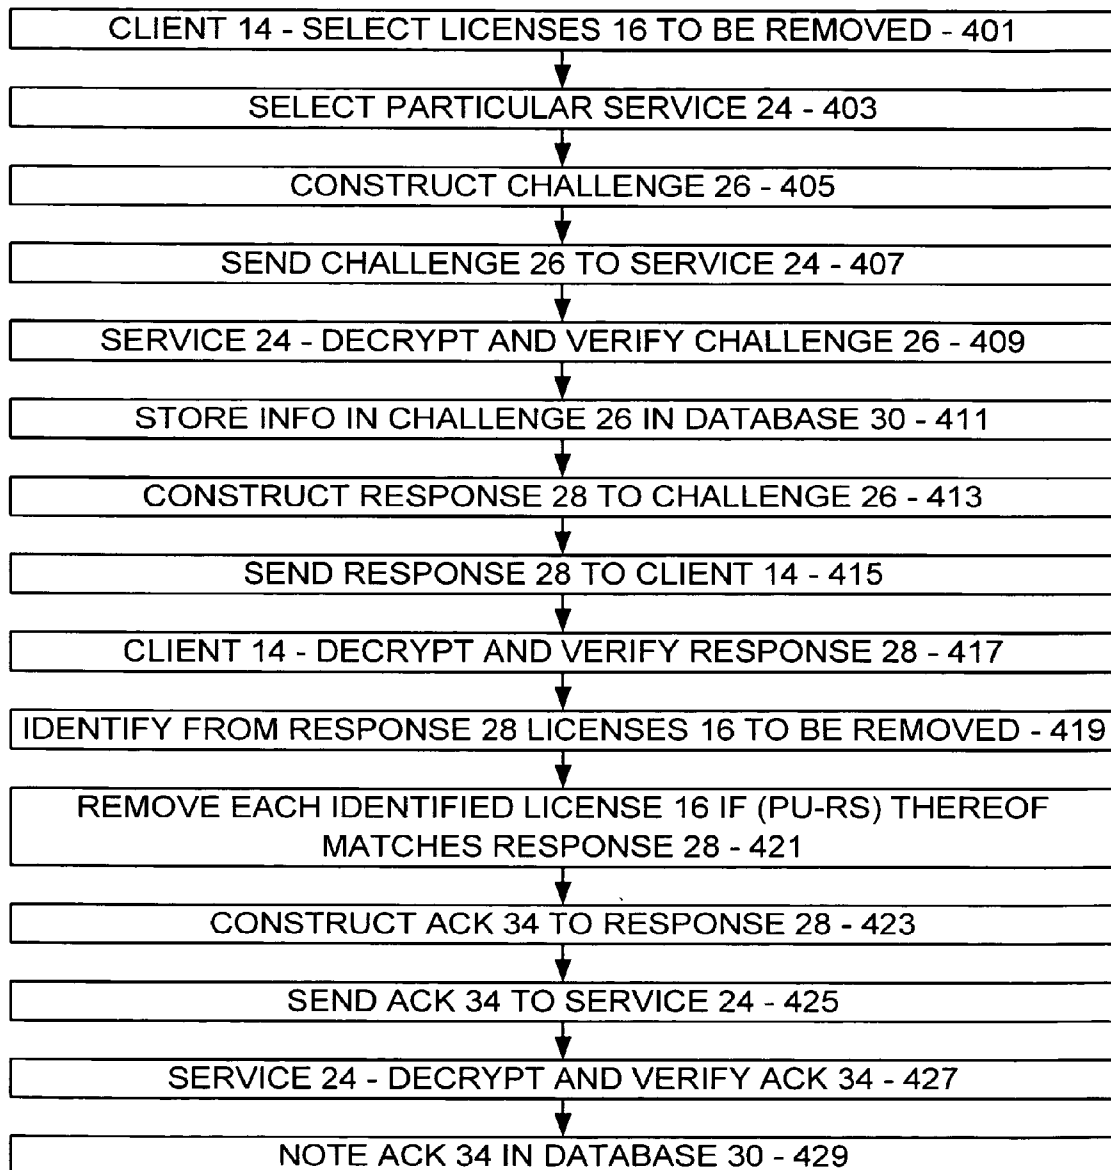 CLIENT 14 - SELECT LICENSES 16 TO BE REMOVED - 401
SELECT PARTICULAR SERVICE 24 - 403
CONSTRUCT CHALLENGE 26 - 405
SEND CHALLENGE 26 TO SERVICE 24 - 407
SERVICE 24 - DECRYPT AND VERIFY CHALLENGE 26 - 409
STORE INFO IN CHALLENGE 26 IN DATABASE 30 - 411
CONSTRUCT RESPONSE 28 TO CHALLENGE 26 - 413
SEND RESPONSE 28 TO CLIENT 14 - 415
CLIENT 14 - DECRYPT AND VERIFY RESPONSE 28 - 417
IDENTIFY FROM RESPONSE 28 LICENSES 16 TO BE REMOVED - 419
REMOVE EACH IDENTIFIED LICENSE 16 IF (PU-RS) THEREOF
MATCHES RESPONSE 28 - 421
CONSTRUCT ACK 34 TO RESPONSE 28 - 423
SEND ACK 34 TO SERVICE 24 - 425
SERVICE 24 - DECRYPT AND VERIFY ACK 34 - 427
NOTE ACK 34 IN DATABASE 30 - 429